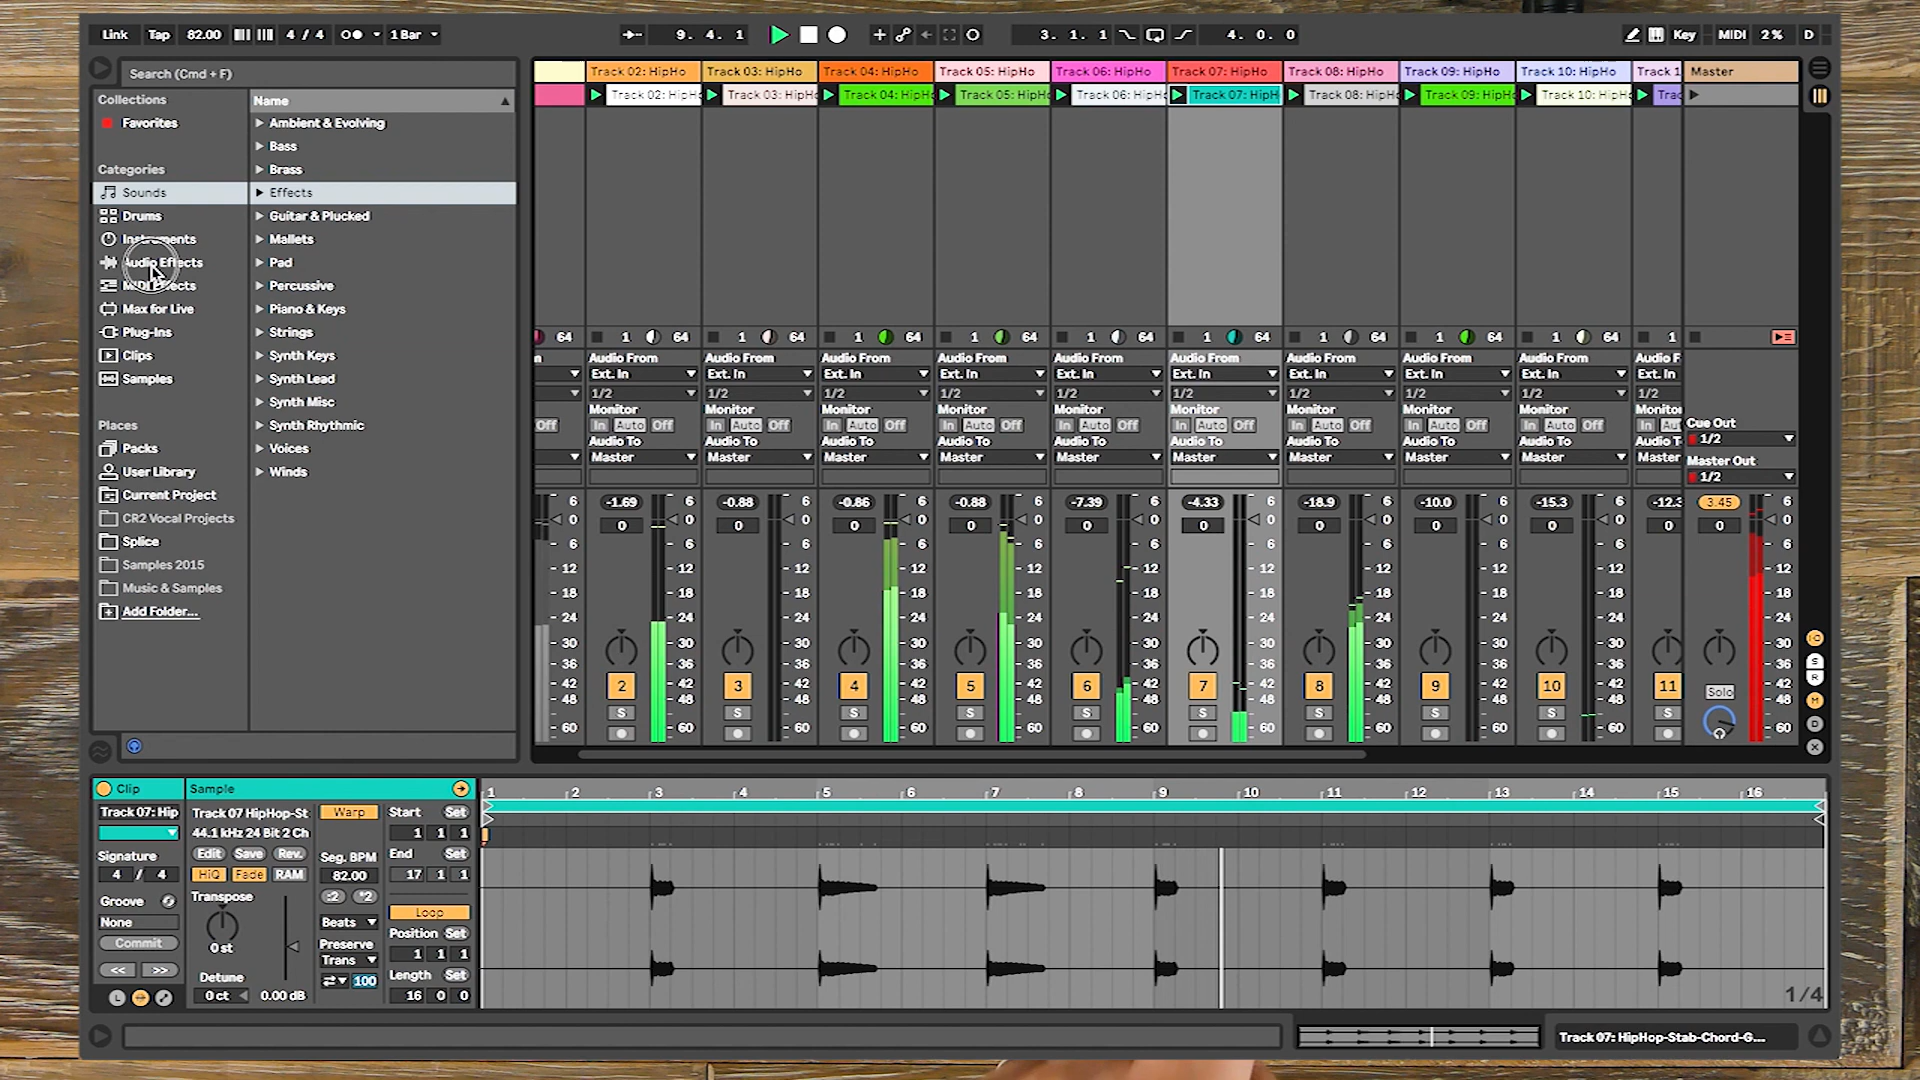 Link Tap 82.00 4 / 4 1 Bar 9. 4. 1 3. 1. 1 4. 0. 0 Key MIDI 2% D
Search (Cmd + F)
Collections
Favorites
Categories
Sounds
Drums
Instruments
Audio Effects
MIDI Effects
Max for Live
Plug-Ins
Clips
Samples
Places
Packs
User Library
Current Project
CR2 Vocal Projects
Splice
Samples 2015
Music & Samples
Add Folder...
Name
Ambient & Evolving
Bass
Brass
Effects
Guitar & Plucked
Mallets
Pad
Percussive
Piano & Keys
Strings
Synth Keys
Synth Lead
Synth Misc
Synth Rhythmic
Voices
Winds
Track 02: HipHo Track 03: HipHo Track 04: HipHo Track 05: HipHo Track 06: HipHo Track 07: HipHo Track 08: HipHo Track 09: HipHo Track 10: HipHo Track 1 Master
Track 02: HipHo Track 03: HipHo Track 04: HipHo Track 05: HipHo Track 06: HipHo Track 07: HipH Track 08: HipHo Track 09: HipHo Track 10: HipHo Trac
64 1 64 1 64 1 64 1 64 1 64 1 64 1 64 1 64 1 64 1
Audio From Audio From Audio From Audio From Audio From Audio From Audio From Audio From Audio From Audio F
Ext. In Ext. In Ext. In Ext. In Ext. In Ext. In Ext. In Ext. In Ext. In Ext. In
1/2 1/2 1/2 1/2 1/2 1/2 1/2 1/2 1/2 1/2
Monitor Monitor Monitor Monitor Monitor Monitor Monitor Monitor Monitor Monitor
Off In Auto Off In Auto Off In Auto Off In Auto Off In Auto Off In Auto Off In Auto Off In Auto Off In Auto Off In Au
Audio To Audio To Audio To Audio To Audio To Audio To Audio To Audio To Audio To Audio T
Master Master Master Master Master Master Master Master Master Master
Cue Out
1/2
Master Out
1/2
6 -1.69 6 -0.88 6 -0.86 6 -0.88 6 -7.39 6 -4.33 6 -18.9 6 -10.0 6 -15.3 6 -12.3 3.45 6
0 0 0 0 0 0 0 0 0 0 0 0 0 0 0 0 0 0 0 0 0
6 6 6 6 6 6 6 6 6 6 6
12 12 12 12 12 12 12 12 12 12 12
18 18 18 18 18 18 18 18 18 18 18
24 24 24 24 24 24 24 24 24 24 24
30 30 30 30 30 30 30 30 30 30 30
36 36 36 36 36 36 36 36 36 36 36
42 2 42 3 42 4 42 5 42 6 42 7 42 8 42 9 42 10 42 11 Solo 42
48 48 48 48 48 48 48 48 48 48 48
S S S S S S S S S S
60 60 60 60 60 60 60 60 60 60 60
S
R
M
D
Clip
Track 07: Hip
Signature
4 / 4
Groove
None
Commit
<< >>
L
Sample
Track 07 HipHop-St
44.1 kHz 24 Bit 2 Ch
Edit Save Rev.
HiQ Fade RAM
Transpose
0 st
Detune
0 ct 0.00 dB
Warp
Seg. BPM
82.00
:2 *2
Beats
Preserve
Trans
100
Start Set
1 1 1
End Set
17 1 1
Loop
Position Set
1 1 1
Length Set
16 0 0
1 2 3 4 5 6 7 8 9 10 11 12 13 14 15 16
1/4
Track 07: HipHop-Stab-Chord-G...